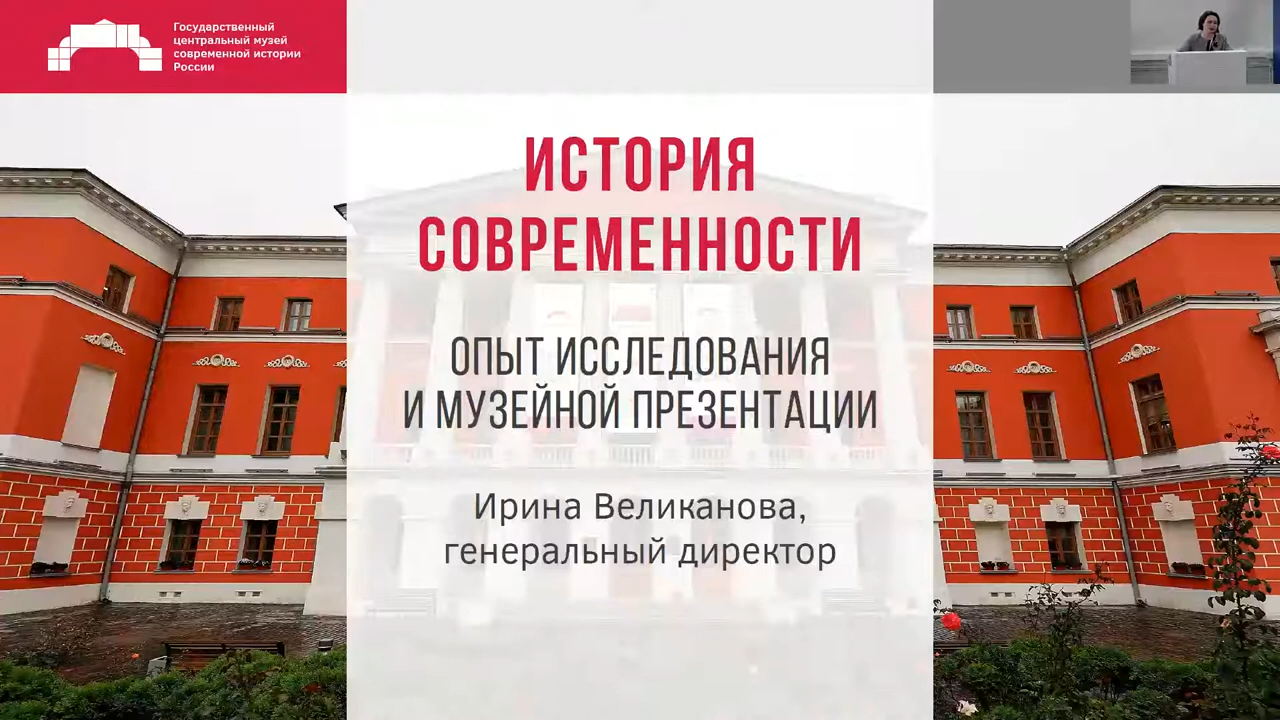 Государственный
центральный музей
современной истории
России
ИСТОРИЯ
СОВРЕМЕННОСТИ
ОПЫТ ИССЛЕДОВАНИЯ
И МУЗЕЙНОЙ ПРЕЗЕНТАЦИИ
Ирина Великанова,
генеральный директор